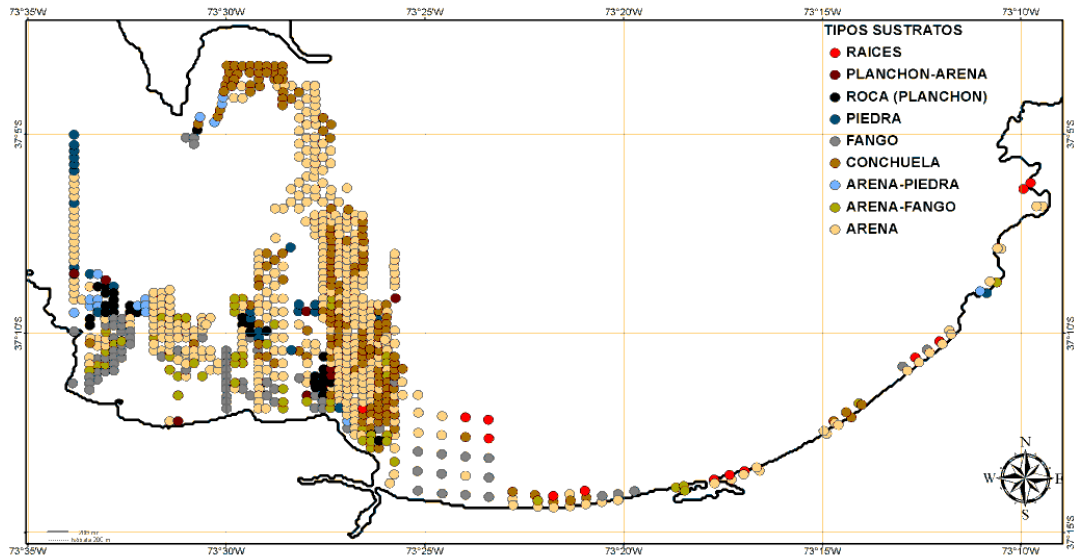 73°35'W 73°30'W 73°25'W 73°20'W 73°15'W 73°10'W
TIPOS SUSTRATOS
RAICES
PLANCHON-ARENA
ROCA (PLANCHON)
PIEDRA
FANGO
CONCHUELA
ARENA-PIEDRA
ARENA-FANGO
ARENA
37°5'S 37°5'S
37°10'S 37°10'S
N
W E
S
37°15'S 37°15'S
73°35'W 73°30'W 73°25'W 73°20'W 73°15'W 73°10'W